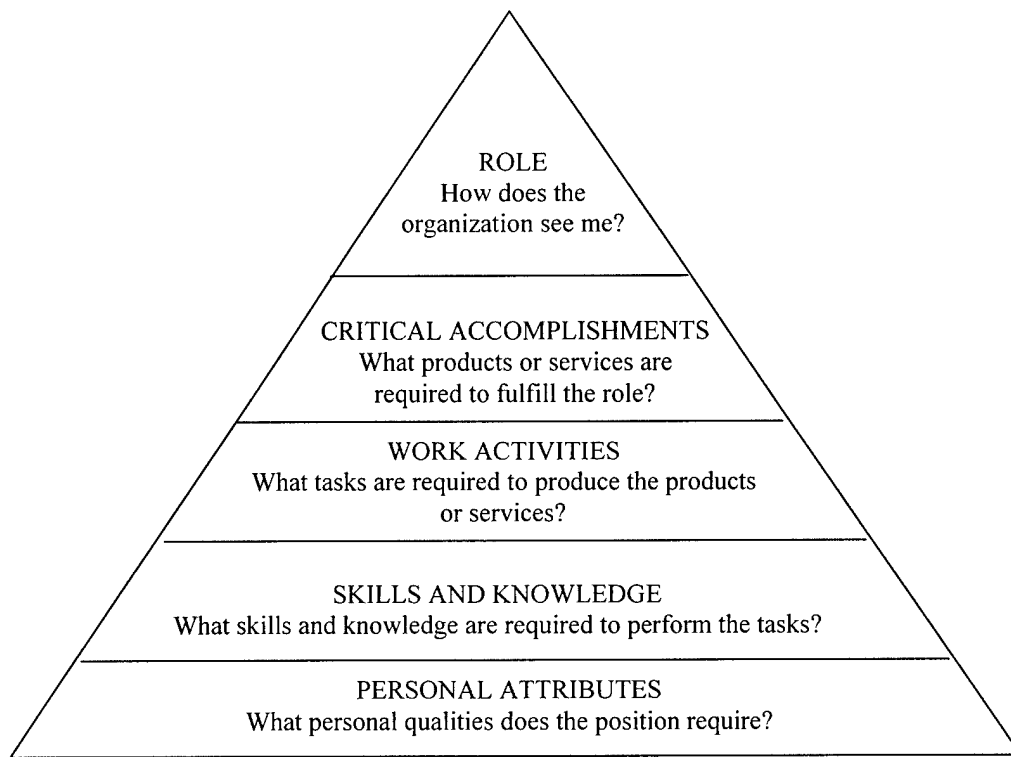 ROLE
How does the
organization see me?
CRITICAL ACCOMPLISHMENTS
What products or services are
required to fulfill the role?
WORK ACTIVITIES
What tasks are required to produce the products
or services?
SKILLS AND KNOWLEDGE
What skills and knowledge are required to perform the tasks?
PERSONAL ATTRIBUTES
What personal qualities does the position require?